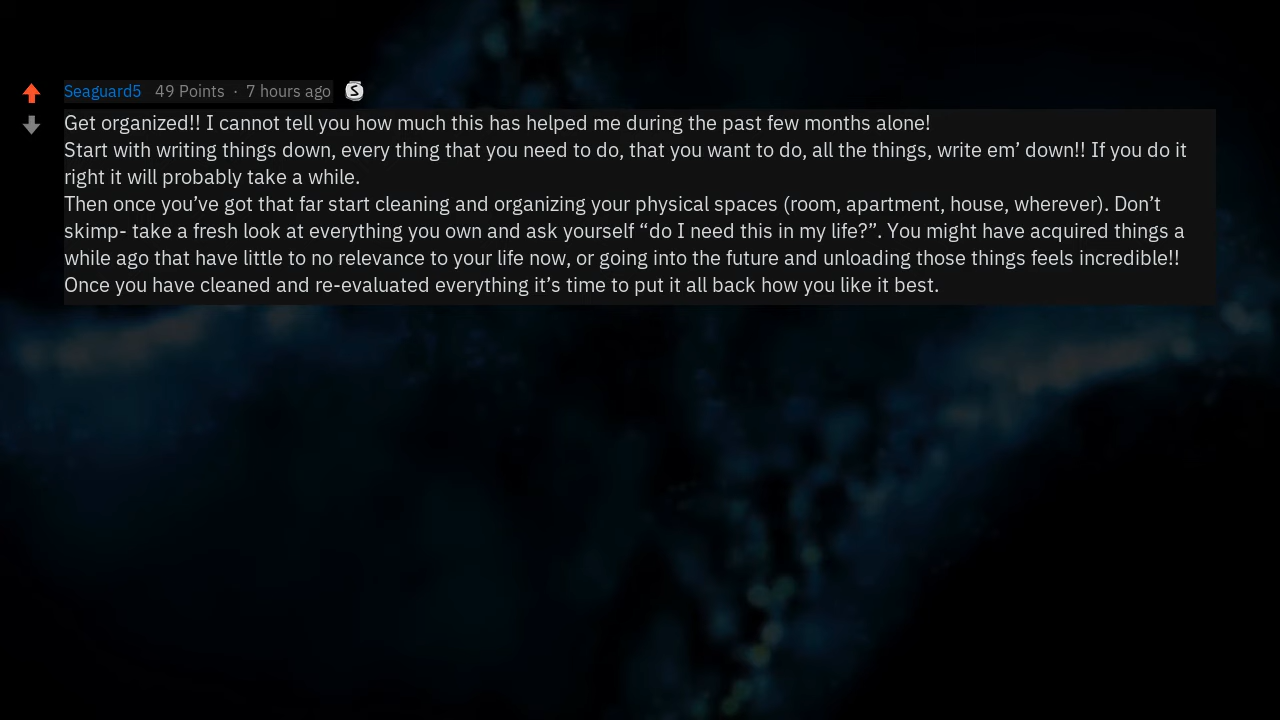 Seaguard5 49 Points · 7 hours ago S
Get organized!! I cannot tell you how much this has helped me during the past few months alone!
Start with writing things down, every thing that you need to do, that you want to do, all the things, write em’ down!! If you do it
right it will probably take a while.
Then once you’ve got that far start cleaning and organizing your physical spaces (room, apartment, house, wherever). Don’t
skimp- take a fresh look at everything you own and ask yourself “do I need this in my life?”. You might have acquired things a
while ago that have little to no relevance to your life now, or going into the future and unloading those things feels incredible!!
Once you have cleaned and re-evaluated everything it’s time to put it all back how you like it best.